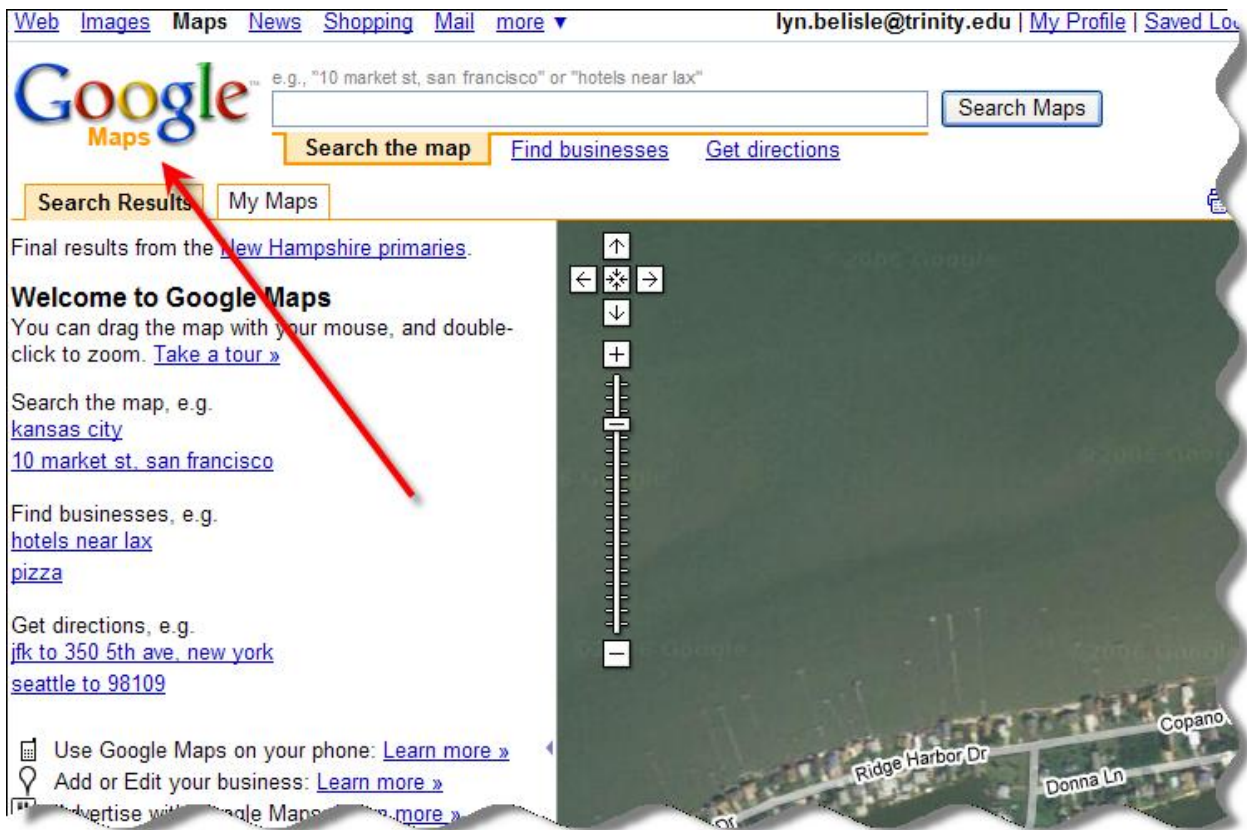 Web Images Maps News Shopping Mail more ▼
lyn.belisle@trinity.edu | My Profile | Saved Loc
Google™
Maps
e.g., "10 market st, san francisco" or "hotels near lax"
Search Maps
Search the map Find businesses Get directions
Search Results My Maps
Final results from the New Hampshire primaries.
Welcome to Google Maps
You can drag the map with your mouse, and double-
click to zoom. Take a tour »
Search the map, e.g.
kansas city
10 market st, san francisco
Find businesses, e.g.
hotels near lax
pizza
Get directions, e.g.
jfk to 350 5th ave, new york
seattle to 98109
Use Google Maps on your phone: Learn more »
Add or Edit your business: Learn more »
Maps more »
©2006 Google
Copano
Ridge Harbor Dr
Donna Ln
Dr